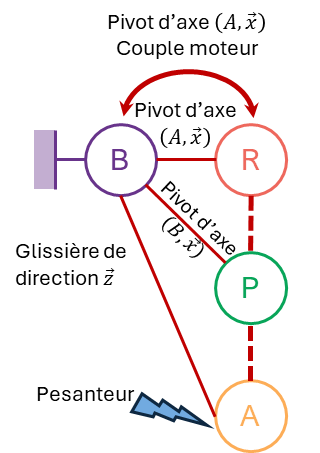 Pivot d’axe (A, x⃗)
Couple moteur
Pivot d’axe
(A, x⃗)
B
R
Pivot d’axe
(B, x⃗)
Glissière de
direction z⃗
P
Pesanteur
A